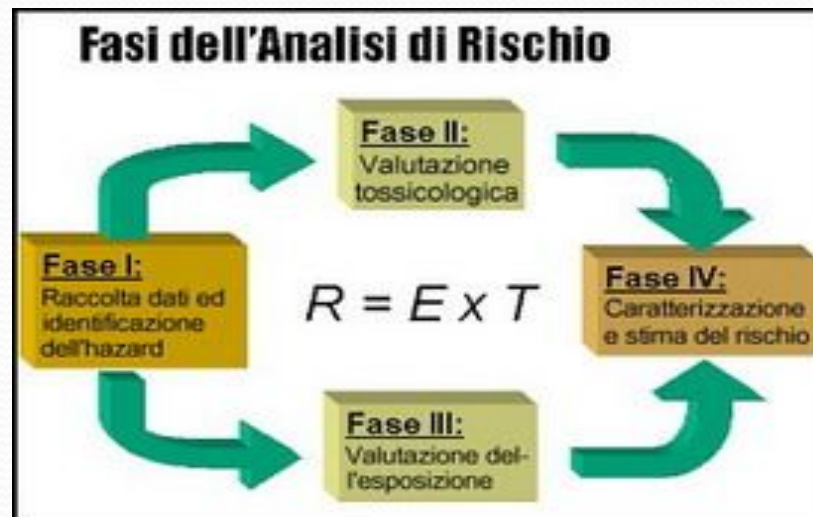 Fasi dell'Analisi di Rischio
Fase II:
Valutazione
tossicologica
Fase I:
Raccolta dati ed
identificazione
dell'hazard
R = E x T
Fase IV:
Caratterizzazione
e stima del rischio
Fase III:
Valutazione del-
l'esposizione